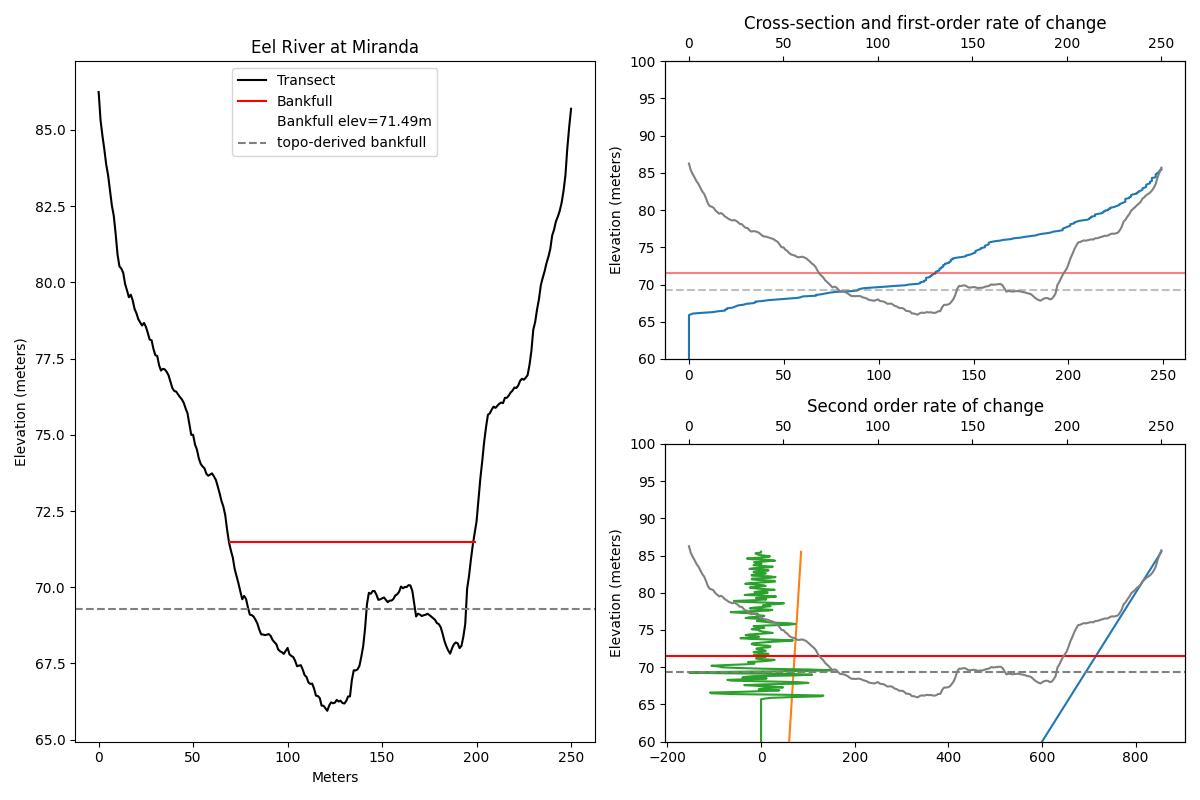 Eel River at Miranda
Transect
Bankfull
Bankfull elev=71.49m
topo-derived bankfull
85.0
82.5
80.0
77.5
75.0
72.5
70.0
67.5
65.0
Elevation (meters)
0 50 100 150 200 250
Meters
Cross-section and first-order rate of change
0 50 100 150 200 250
100
95
90
85
80
75
70
65
60
Elevation (meters)
0 50 100 150 200 250
Second order rate of change
0 50 100 150 200 250
100
95
90
85
80
75
70
65
60
Elevation (meters)
−200 0 200 400 600 800